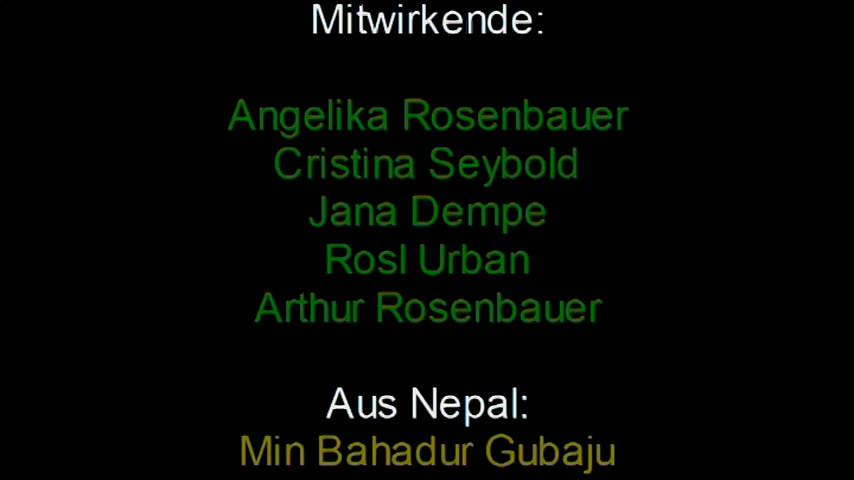 Mitwirkende:
Angelika Rosenbauer
Cristina Seybold
Jana Dempe
Rosl Urban
Arthur Rosenbauer
Aus Nepal:
Min Bahadur Gubaju